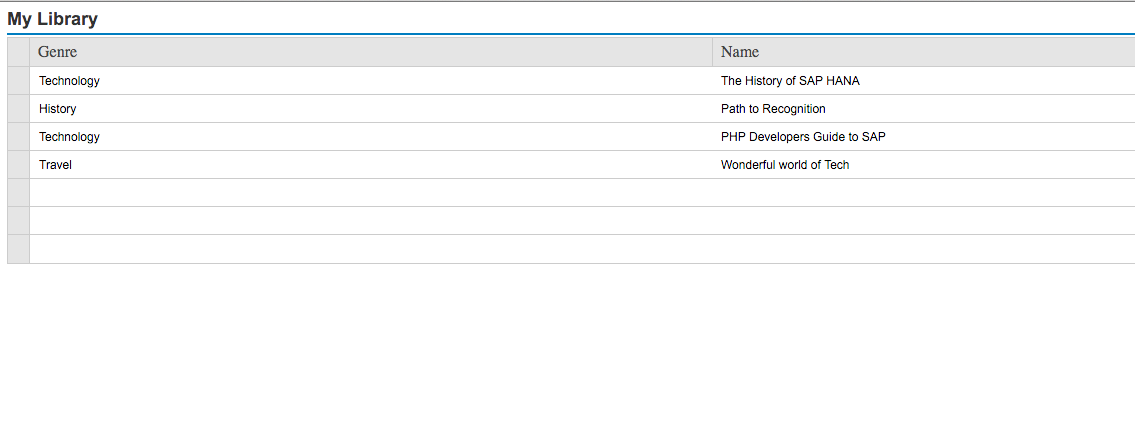 My Library
Genre Name
Technology The History of SAP HANA
History Path to Recognition
Technology PHP Developers Guide to SAP
Travel Wonderful world of Tech